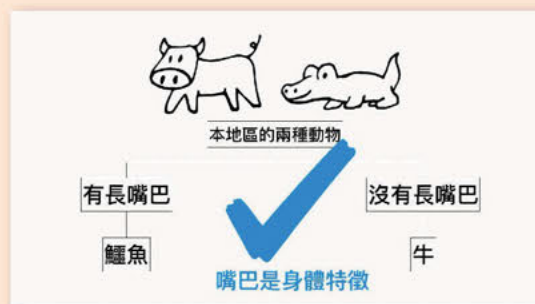 本地區的兩種動物
有長嘴巴
沒有長嘴巴
鱷魚
牛
嘴巴是身體特徵